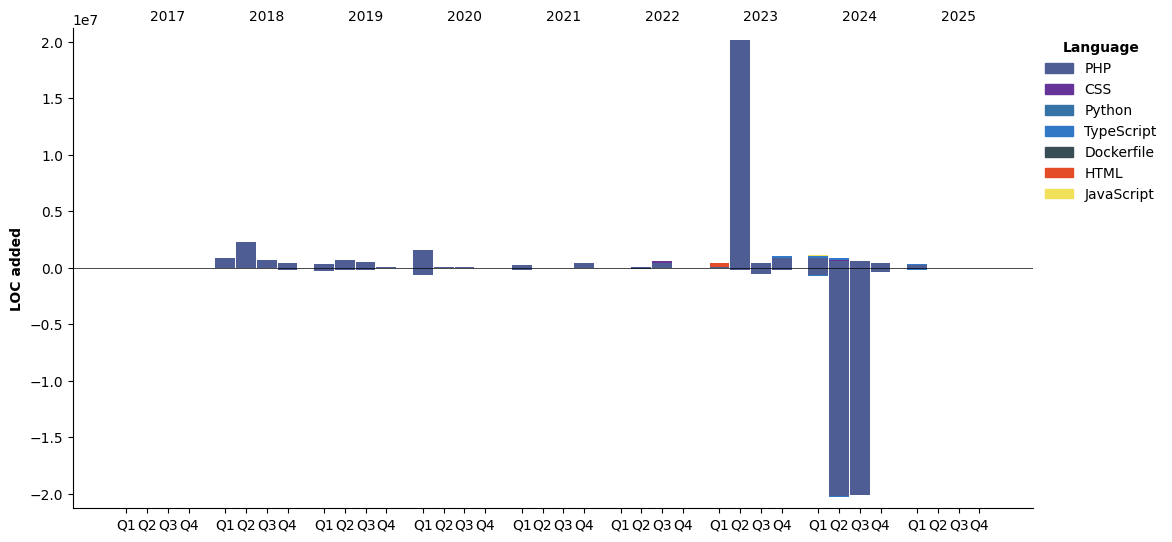 1e7
2017 2018 2019 2020 2021 2022 2023 2024 2025
LOC added
2.0
1.5
1.0
0.5
0.0
−0.5
−1.0
−1.5
−2.0
Q1 Q2 Q3 Q4 Q1 Q2 Q3 Q4 Q1 Q2 Q3 Q4 Q1 Q2 Q3 Q4 Q1 Q2 Q3 Q4 Q1 Q2 Q3 Q4 Q1 Q2 Q3 Q4 Q1 Q2 Q3 Q4 Q1 Q2 Q3 Q4
Language
PHP
CSS
Python
TypeScript
Dockerfile
HTML
JavaScript